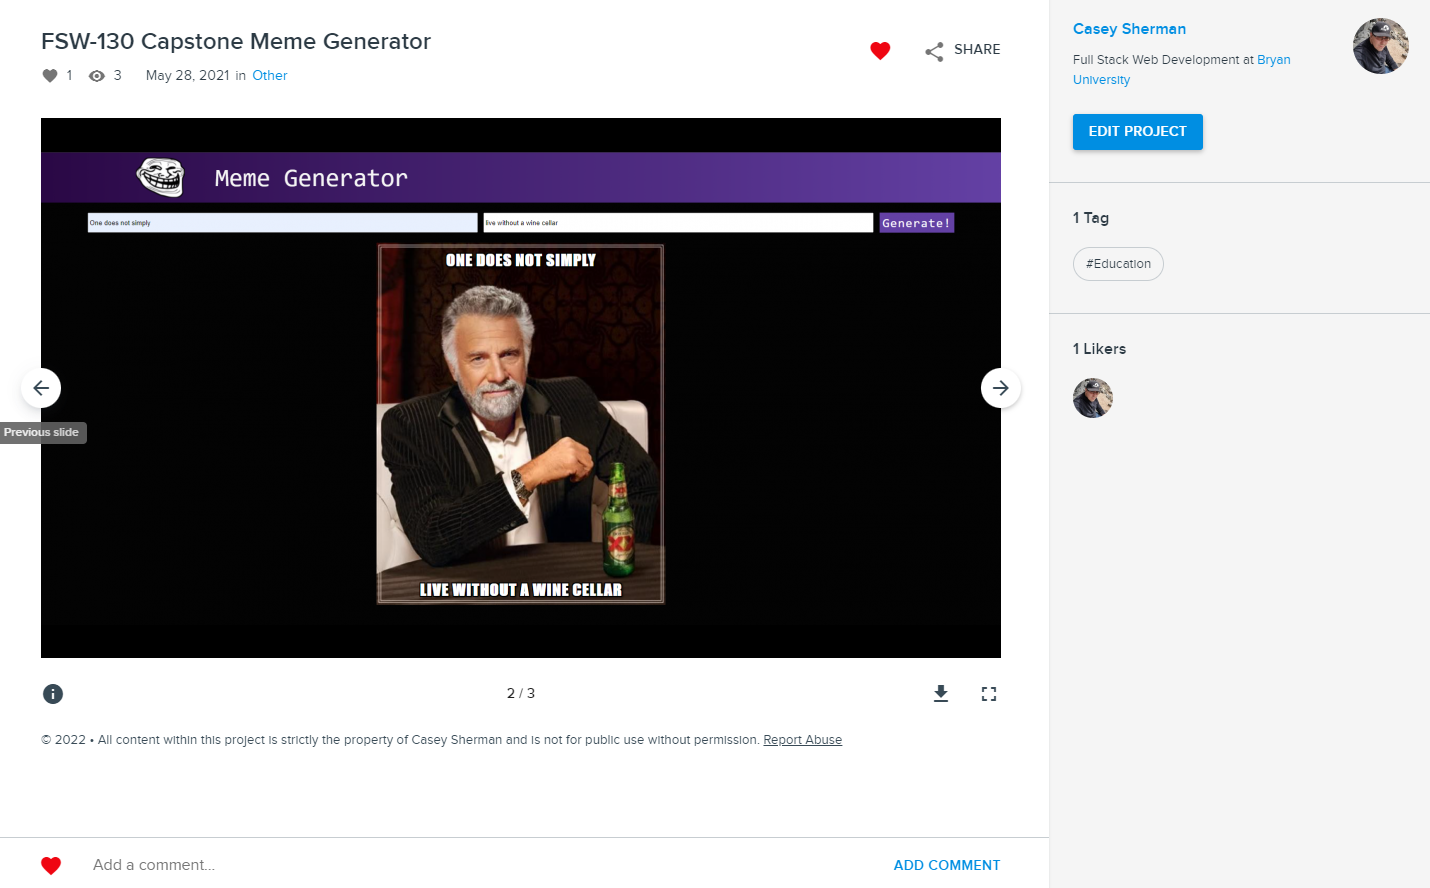 FSW-130 Capstone Meme Generator
1 3 May 28, 2021 in Other
SHARE
Meme Generator
One does not simply
live without a wine cellar
Generate!
ONE DOES NOT SIMPLY
XX
LIVE WITHOUT A WINE CELLAR
Previous slide
2 / 3
© 2022 • All content within this project is strictly the property of Casey Sherman and is not for public use without permission. Report Abuse
Add a comment...
ADD COMMENT
Casey Sherman
Full Stack Web Development at Bryan
University
EDIT PROJECT
1 Tag
#Education
1 Likers